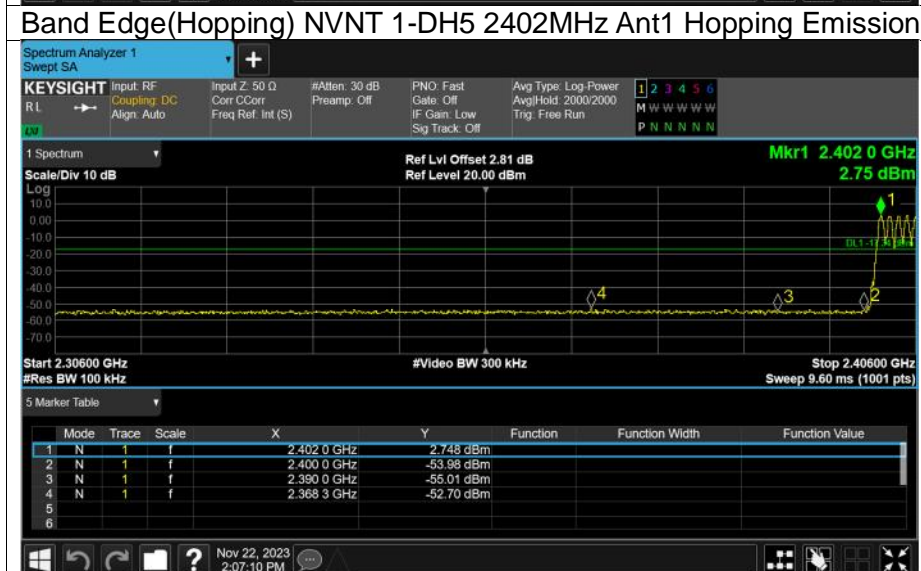 Band Edge(Hopping) NVNT 1-DH5 2402MHz Ant1 Hopping Emission
Spectrum Analyzer 1
Swept SA
+
KEYSIGHT Input: RF Input Z: 50 Ω #Atten: 30 dB PNO: Fast Avg Type: Log-Power 1 2 3 4 5 6
RL Coupling: DC Corr CCorr Preamp: Off Gate: Off Avg|Hold: 2000/2000 M W W W W W
Align: Auto Freq Ref: Int (S) IF Gain: Low Trig: Free Run
LXI Sig Track: Off P N N N N N
1 Spectrum Ref Lvl Offset 2.81 dB Mkr1 2.402 0 GHz
Scale/Div 10 dB Ref Level 20.00 dBm 2.75 dBm
Log
10.0 1
0.00
-10.0
-20.0
-30.0
-40.0
-50.0 4 3 2
-60.0
-70.0
Start 2.30600 GHz #Video BW 300 kHz Stop 2.40600 GHz
#Res BW 100 kHz Sweep 9.60 ms (1001 pts)
5 Marker Table
Mode Trace Scale X Y Function Function Width Function Value
1 N 1 f 2.402 0 GHz 2.748 dBm
2 N 1 f 2.400 0 GHz -53.98 dBm
3 N 1 f 2.390 0 GHz -55.01 dBm
4 N 1 f 2.368 3 GHz -52.70 dBm
5
6
? Nov 22, 2023
2:07:10 PM